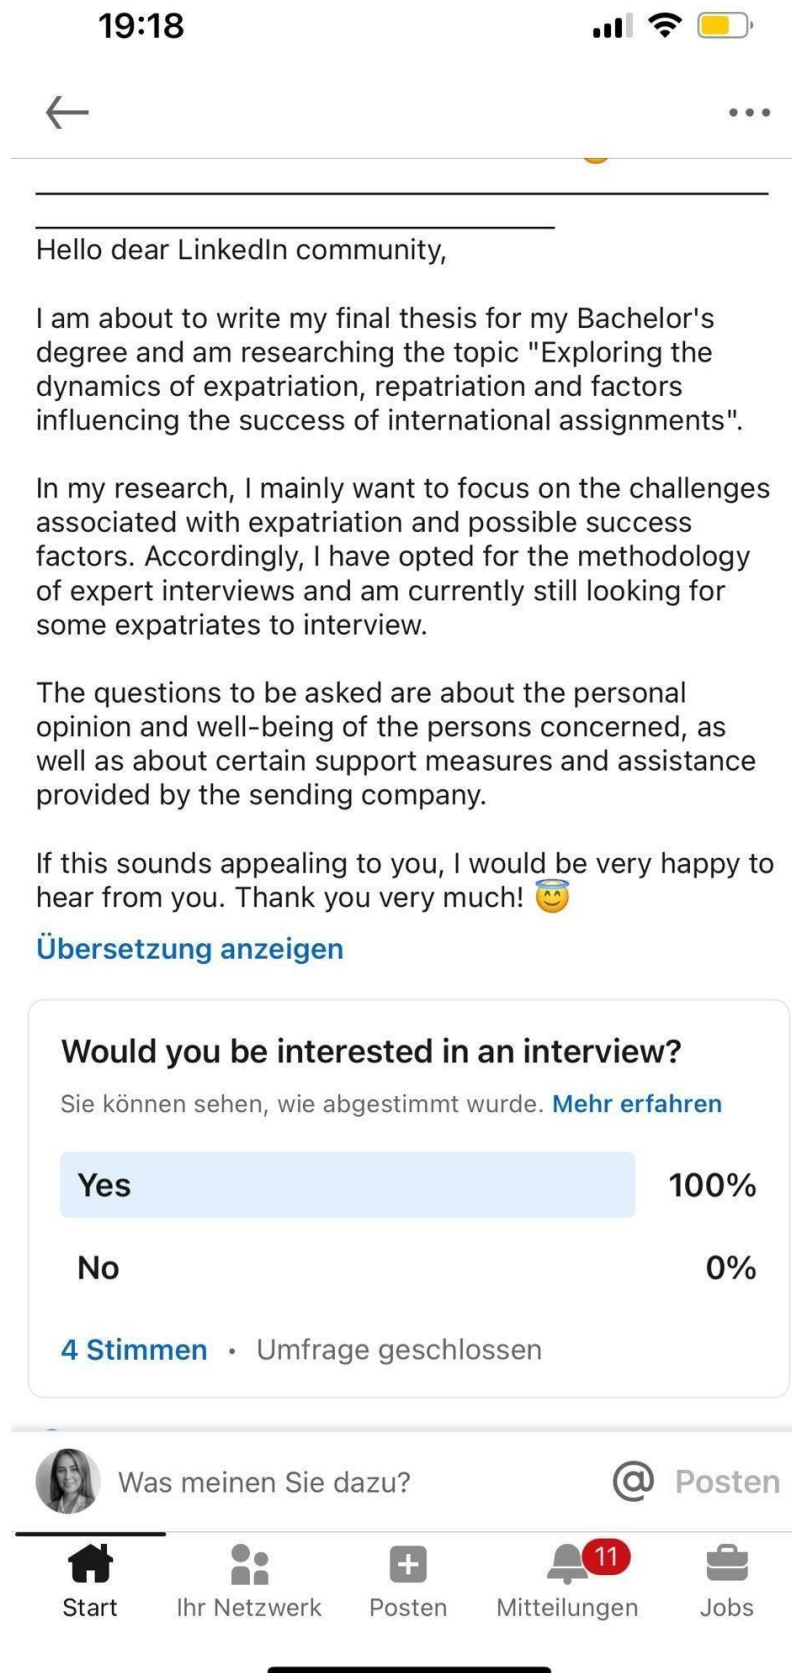 19:18
Hello dear LinkedIn community,
I am about to write my final thesis for my Bachelor's
degree and am researching the topic "Exploring the
dynamics of expatriation, repatriation and factors
influencing the success of international assignments".
In my research, I mainly want to focus on the challenges
associated with expatriation and possible success
factors. Accordingly, I have opted for the methodology
of expert interviews and am currently still looking for
some expatriates to interview.
The questions to be asked are about the personal
opinion and well-being of the persons concerned, as
well as about certain support measures and assistance
provided by the sending company.
If this sounds appealing to you, I would be very happy to
hear from you. Thank you very much! 😇
Übersetzung anzeigen
Would you be interested in an interview?
Sie können sehen, wie abgestimmt wurde. Mehr erfahren
Yes 100%
No 0%
4 Stimmen • Umfrage geschlossen
Was meinen Sie dazu? @ Posten
11
Start Ihr Netzwerk Posten Mitteilungen Jobs